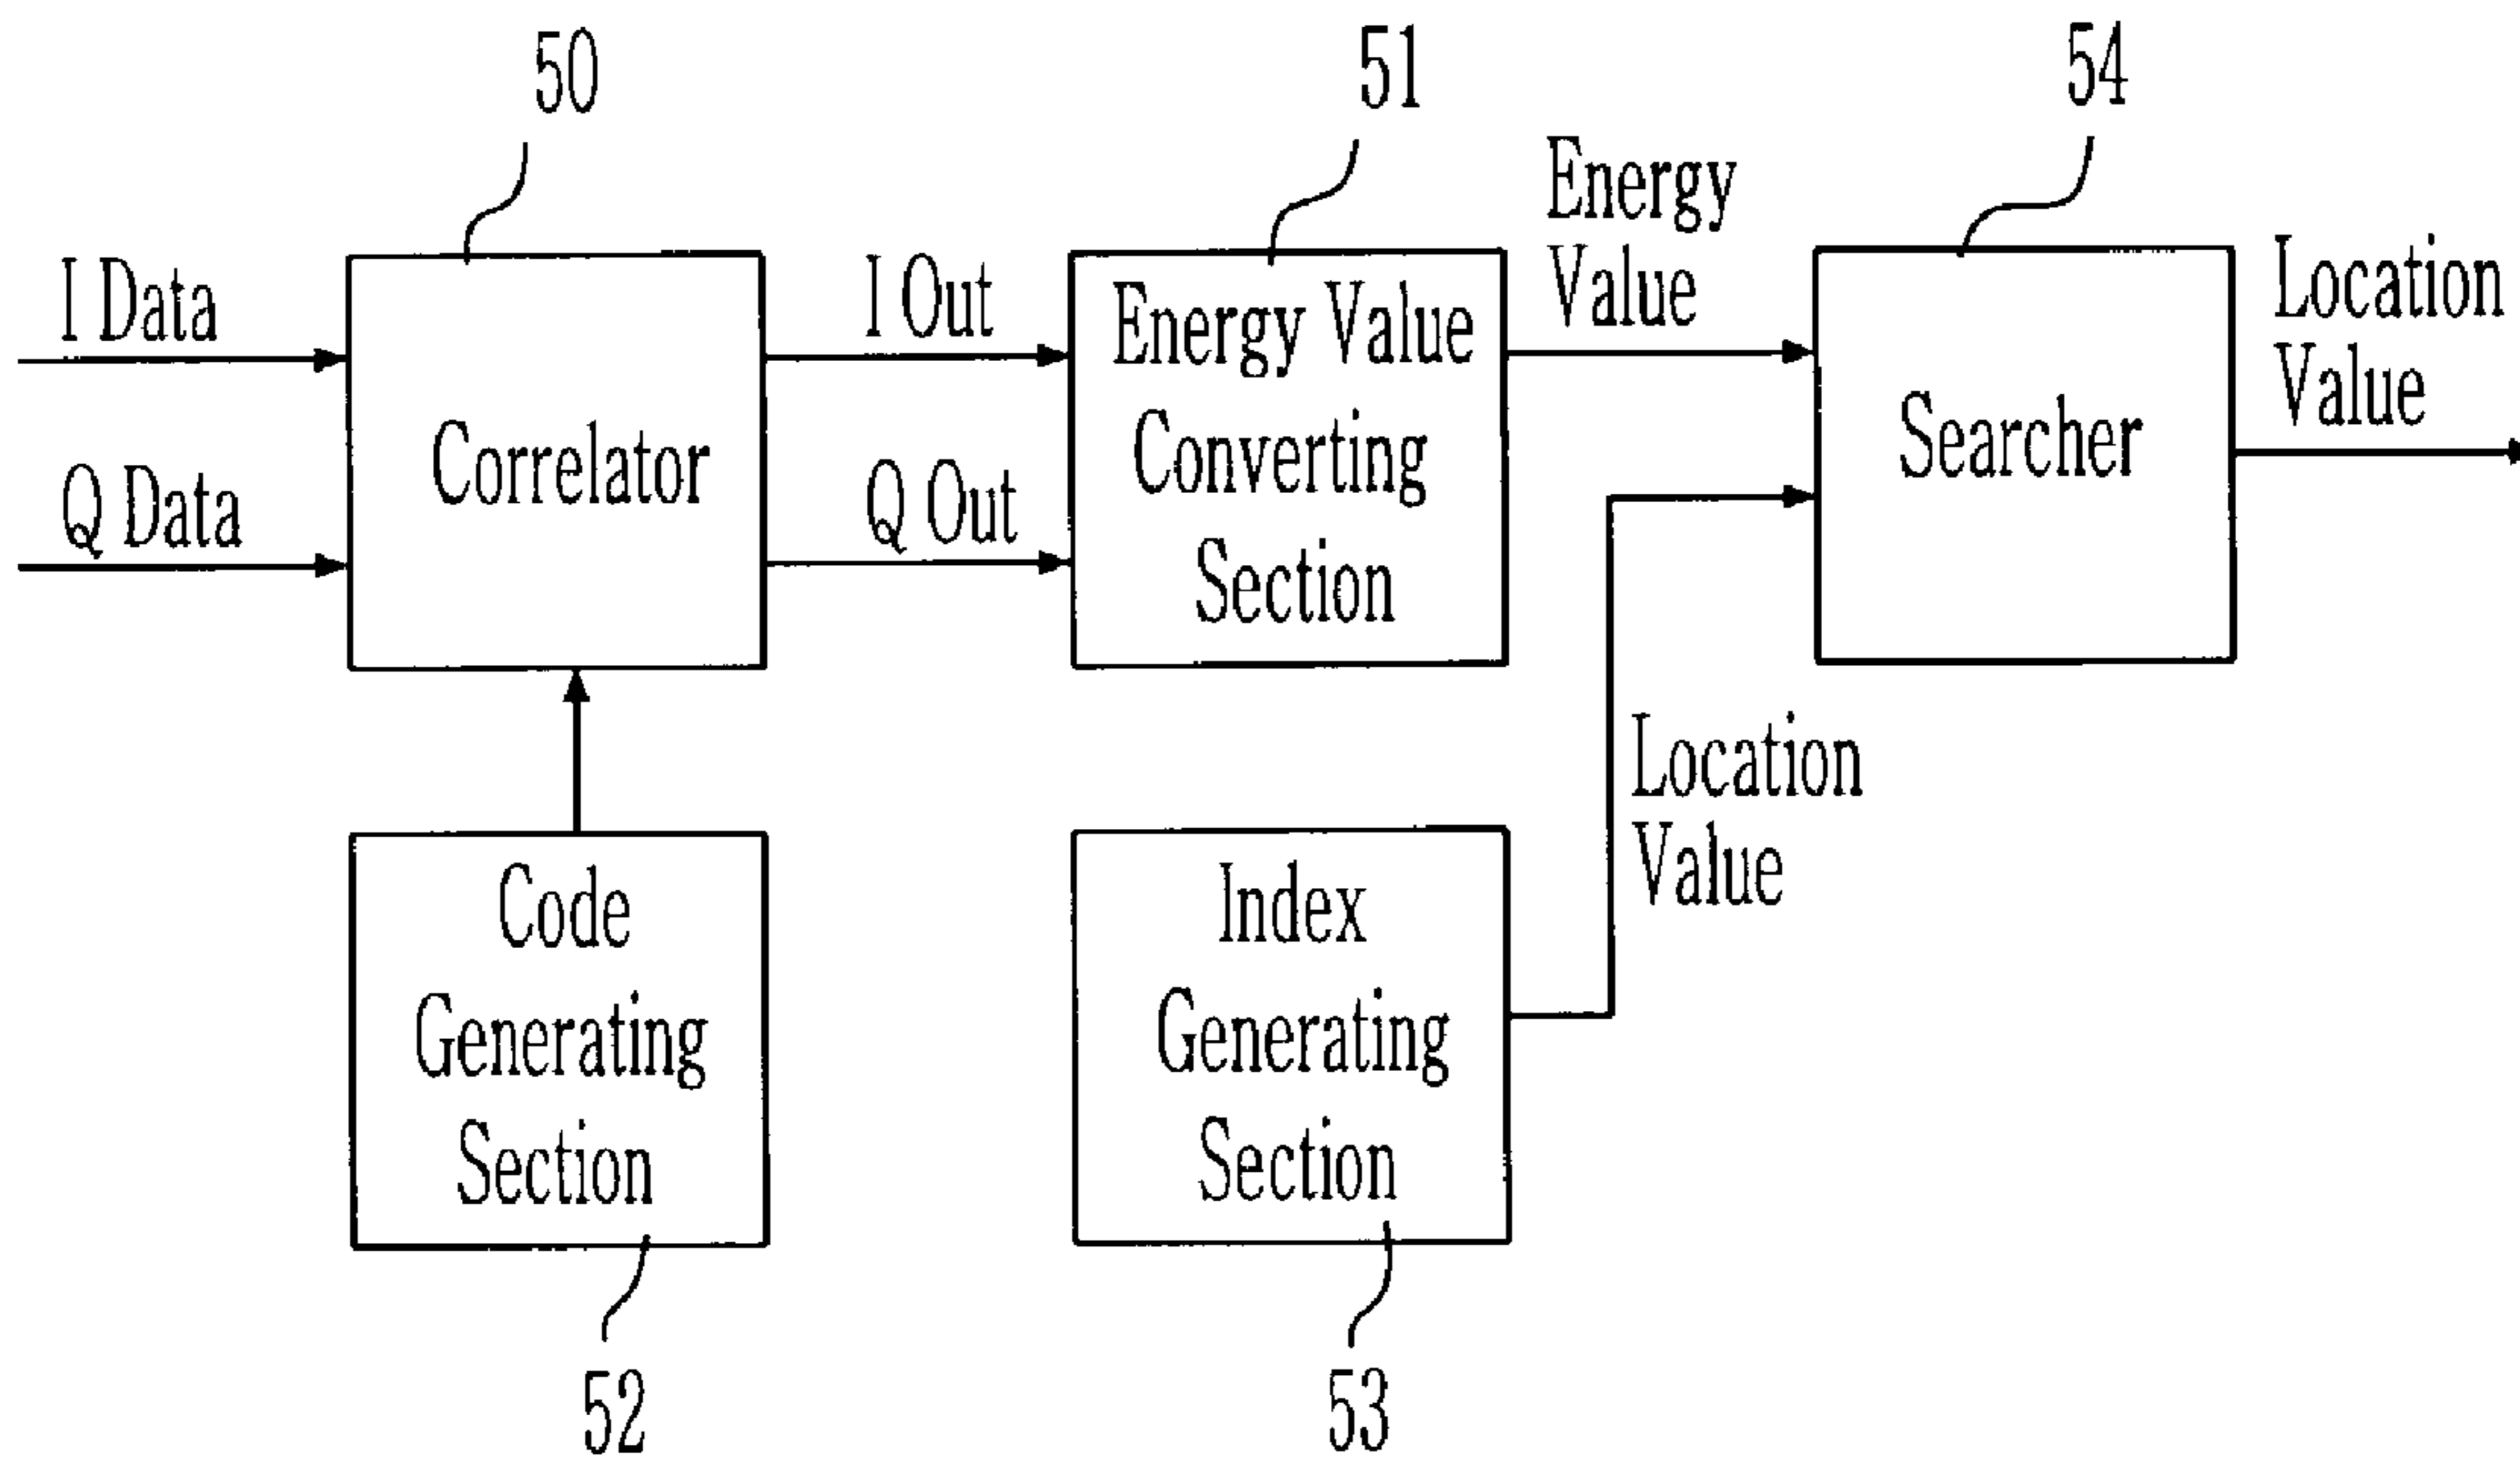 50
51
54
I Data
Q Data
Correlator
I Out
Q Out
Energy Value
Converting
Section
Energy
Value
Searcher
Location
Value
Code
Generating
Section
Index
Generating
Section
Location
Value
52
53